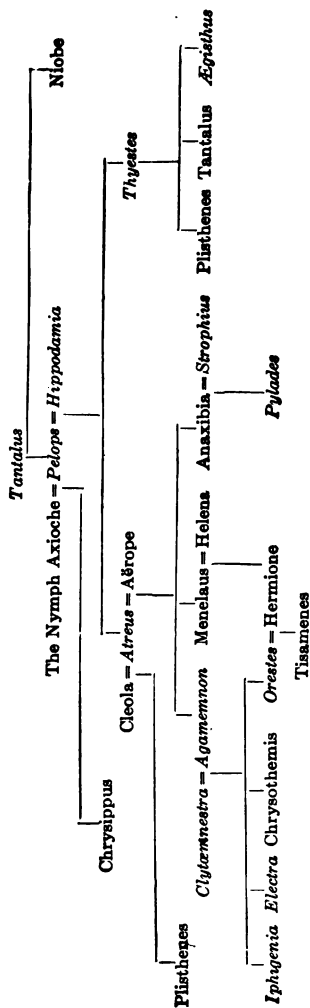 Tantalus
Niobe
The Nymph Axioche = Pelops = Hippodamia
Chrysippus
Cleola = Atreus = Aërope
Thyestes
Plisthenes
Clytæmnestra = Agamemnon
Menelaus = Helena
Anaxibia = Strophius
Plisthenes Tantalus Ægisthus
Iphigenia Electra Chrysothemis
Orestes = Hermione
Pylades
Tisamenes